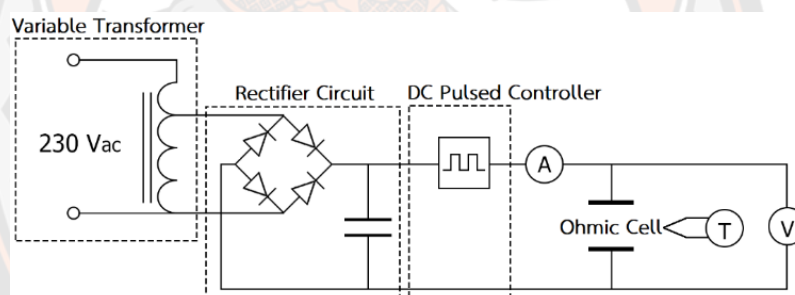 Variable Transformer
Rectifier Circuit
DC Pulsed Controller
230 Vac
A
Ohmic Cell
T
V